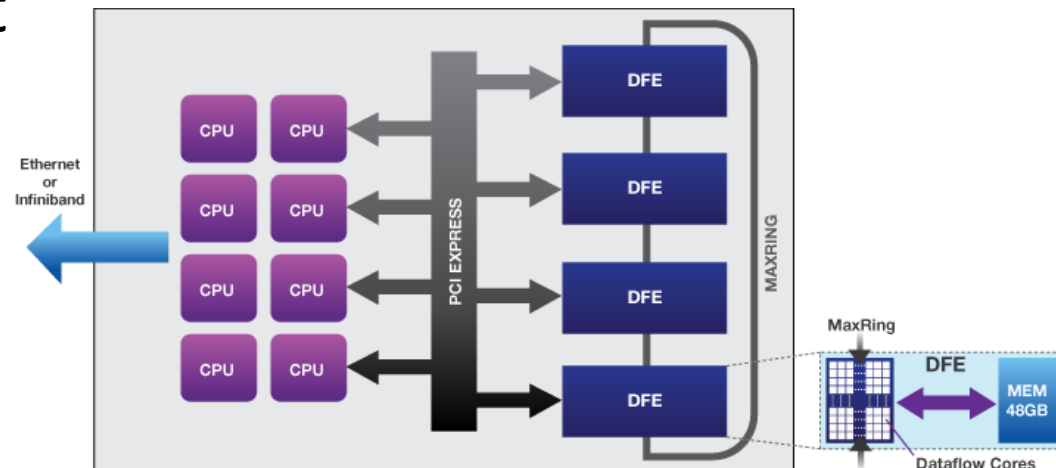 t
Ethernet
or
Infiniband
CPU CPU
CPU CPU
CPU CPU
CPU CPU
PCI EXPRESS
DFE
DFE
DFE
DFE
MAXRING
MaxRing
DFE
MEM
48GB
Dataflow Cores